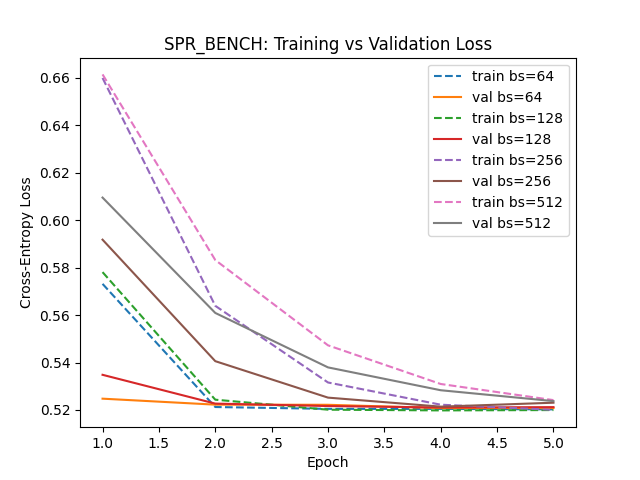 SPR_BENCH: Training vs Validation Loss
Cross-Entropy Loss
0.66
0.64
0.62
0.60
0.58
0.56
0.54
0.52
train bs=64
val bs=64
train bs=128
val bs=128
train bs=256
val bs=256
train bs=512
val bs=512
1.0 1.5 2.0 2.5 3.0 3.5 4.0 4.5 5.0
Epoch